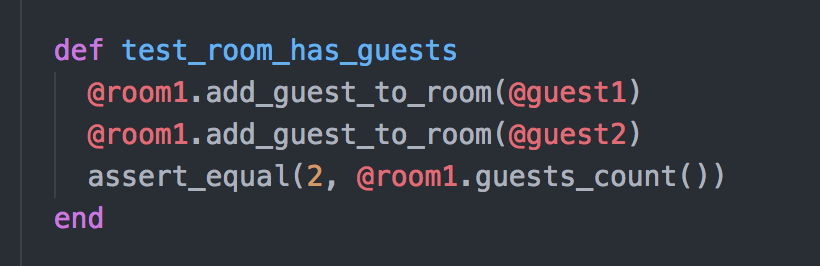 def test_room_has_guests
@room1.add_guest_to_room(@guest1)
@room1.add_guest_to_room(@guest2)
assert_equal(2, @room1.guests_count())
end